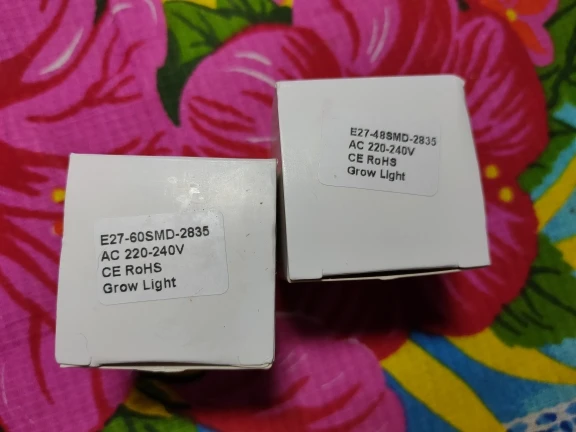 E27-60SMD-2835
AC 220-240V
CE RoHS
Grow Light
E27-48SMD-2835
AC 220-240V
CE RoHS
Grow Light